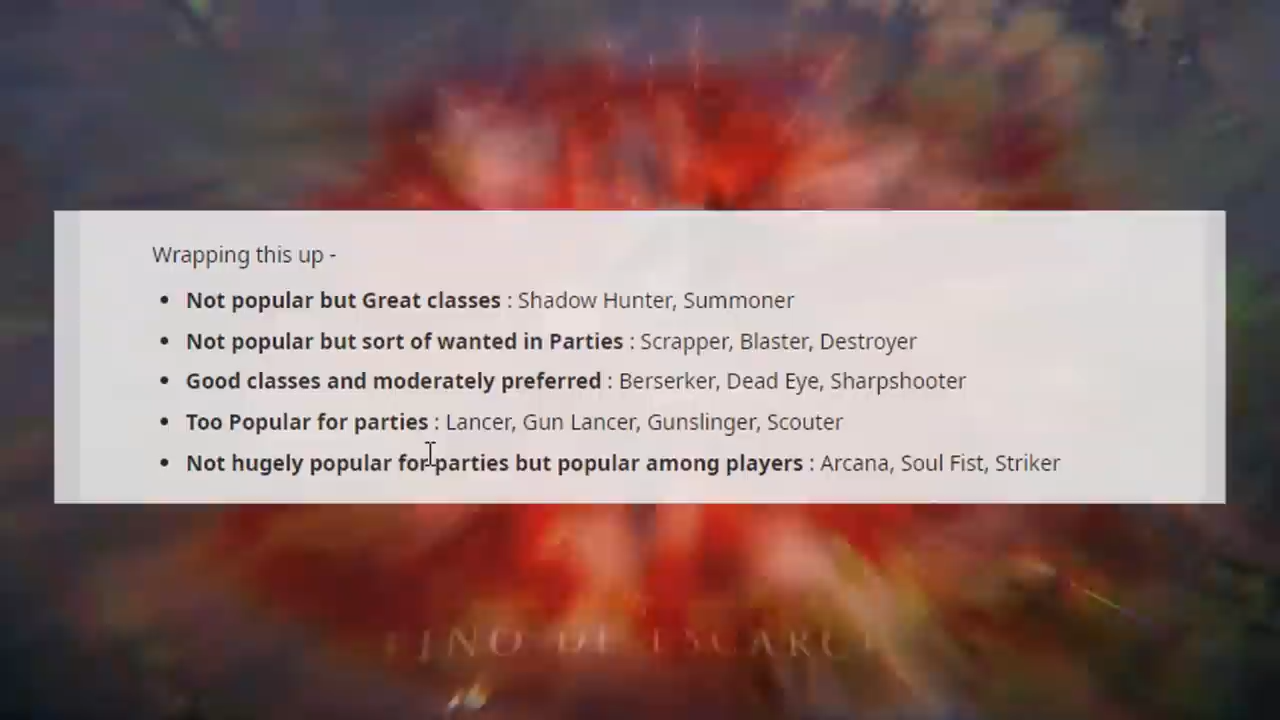 Wrapping this up -
• Not popular but Great classes : Shadow Hunter, Summoner
• Not popular but sort of wanted in Parties : Scrapper, Blaster, Destroyer
• Good classes and moderately preferred : Berserker, Dead Eye, Sharpshooter
• Too Popular for parties : Lancer, Gun Lancer, Gunslinger, Scouter
• Not hugely popular for parties but popular among players : Arcana, Soul Fist, Striker
DE